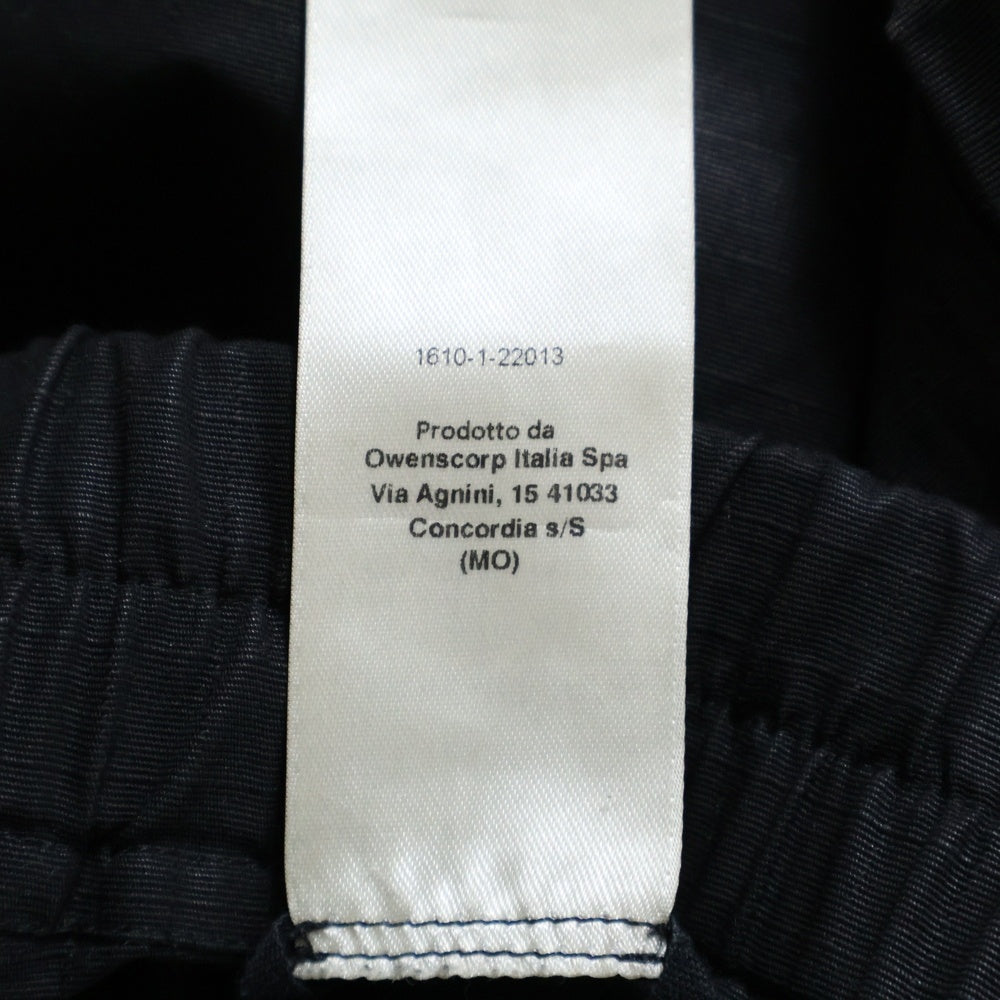 1610-1-22013
Prodotto da
Owenscorp Italia Spa
Via Agnini, 15 41033
Concordia s/S
(MO)